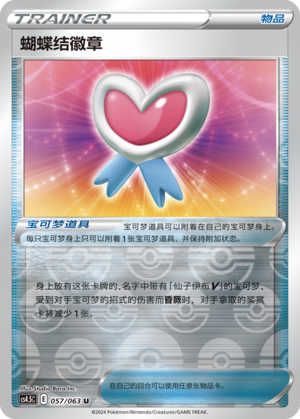 TRAINER
物品
蝴蝶结徽章
宝可梦道具
宝可梦道具可以附着在自己的宝可梦身上。
每只宝可梦身上只可以附着1张宝可梦道具,并保持附加状态。
身上放有这张卡牌的,名字中带有「仙子伊布V」的宝可梦,
受到对手宝可梦的招式的伤害而昏厥时,对手拿取的奖赏
卡将减少1张。
Illus. Studio Bora Inc.
CS4.5C E 057/063 U
在自己的回合可以使用任意张物品卡。
©2024 Pokémon/Nintendo/Creatures/GAME FREAK.